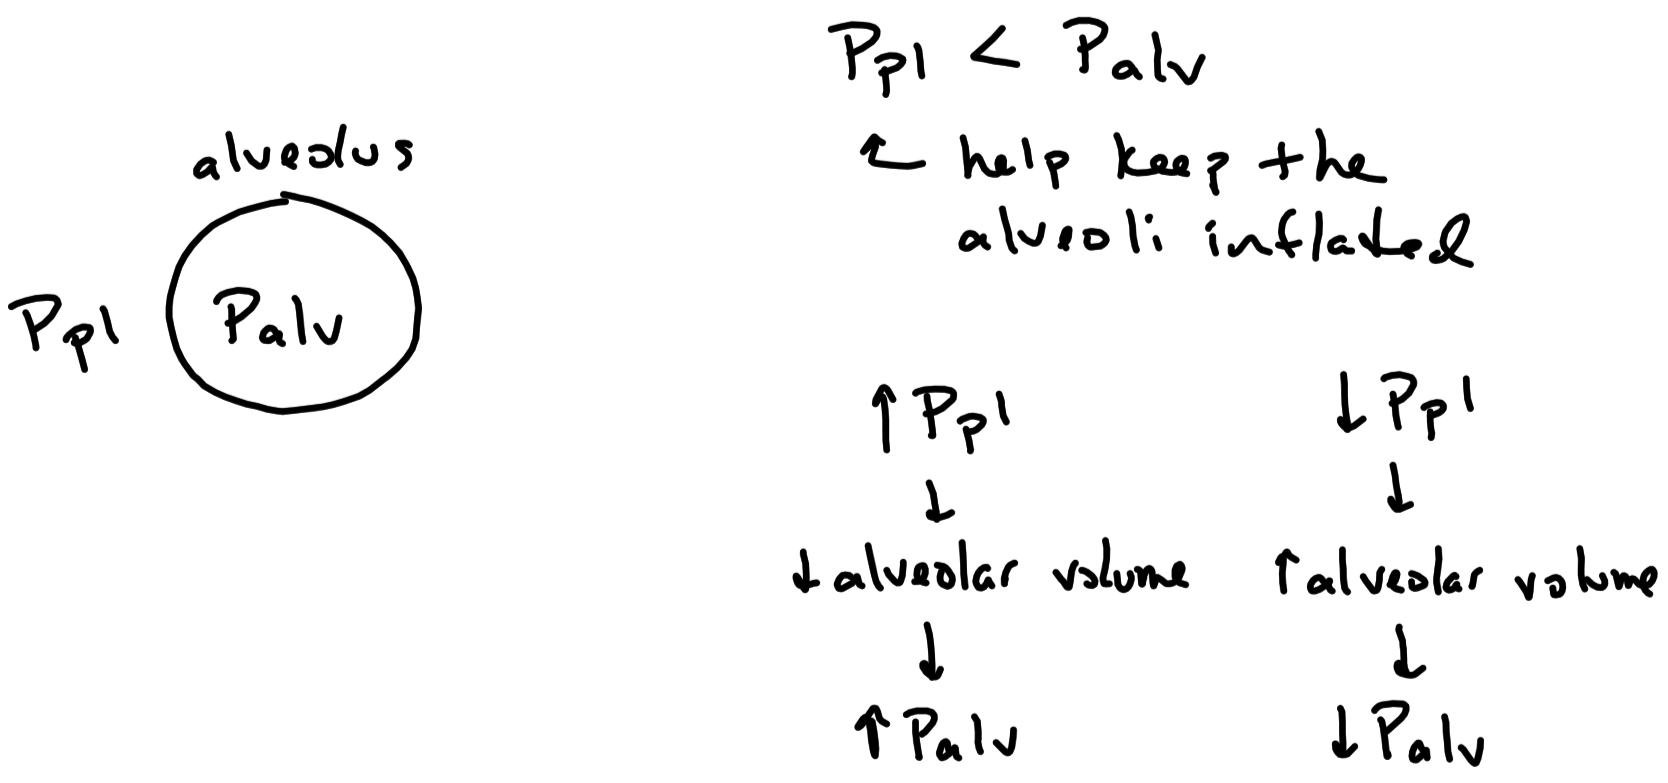 Ppl < Palv
↖ help keep the
alveoli inflated
alveolus
Ppl Palv
↑ Ppl
↓
↓ alveolar volume
↓
↑ Palv
↓ Ppl
↓
↑ alveolar volume
↓
↓ Palv